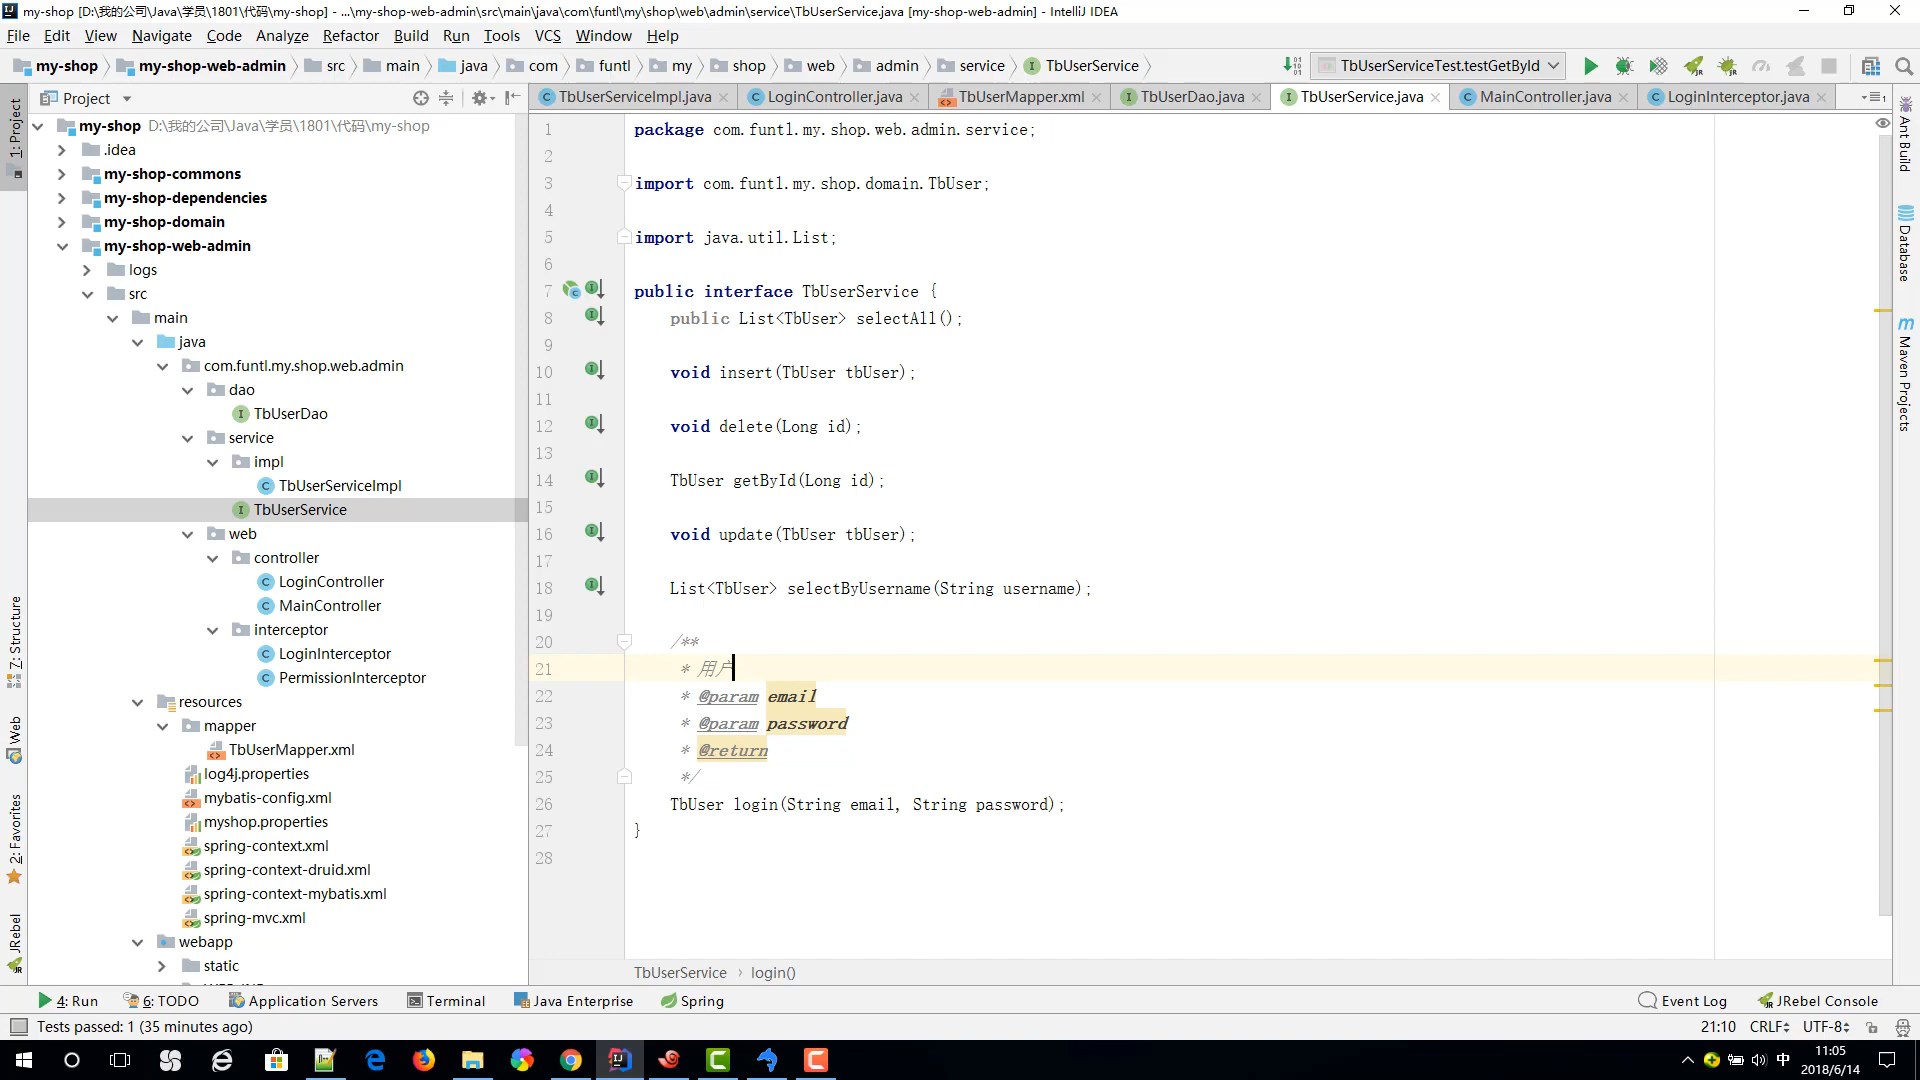 my-shop [D:\我的公司\Java\学员\1801\代码\my-shop] - ...\my-shop-web-admin\src\main\java\com\funtl\my\shop\web\admin\service\TbUserService.java [my-shop-web-admin] - IntelliJ IDEA
File Edit View Navigate Code Analyze Refactor Build Run Tools VCS Window Help
my-shop my-shop-web-admin src main java com funtl my shop web admin service TbUserService
TbUserServiceTest.testGetById
Project
TbUserServiceImpl.java LoginController.java TbUserMapper.xml TbUserDao.java TbUserService.java MainController.java LoginInterceptor.java
1: Project
7: Structure
Web
2: Favorites
JRebel
my-shop D:\我的公司\Java\学员\1801\代码\my-shop
.idea
my-shop-commons
my-shop-dependencies
my-shop-domain
my-shop-web-admin
logs
src
main
java
com.funtl.my.shop.web.admin
dao
TbUserDao
service
impl
TbUserServiceImpl
TbUserService
web
controller
LoginController
MainController
interceptor
LoginInterceptor
PermissionInterceptor
resources
mapper
TbUserMapper.xml
log4j.properties
mybatis-config.xml
myshop.properties
spring-context.xml
spring-context-druid.xml
spring-context-mybatis.xml
spring-mvc.xml
webapp
static
1 package com.funtl.my.shop.web.admin.service;
2
3 import com.funtl.my.shop.domain.TbUser;
4
5 import java.util.List;
6
7 public interface TbUserService {
8 public List<TbUser> selectAll();
9
10 void insert(TbUser tbUser);
11
12 void delete(Long id);
13
14 TbUser getById(Long id);
15
16 void update(TbUser tbUser);
17
18 List<TbUser> selectByUsername(String username);
19
20 /**
21 * 用户
22 * @param email
23 * @param password
24 * @return
25 */
26 TbUser login(String email, String password);
27 }
28
TbUserService › login()
Ant Build
Database
Maven Projects
4: Run 6: TODO Application Servers Terminal Java Enterprise Spring Event Log JRebel Console
Tests passed: 1 (35 minutes ago) 21:10 CRLF UTF-8
中 11:05
2018/6/14